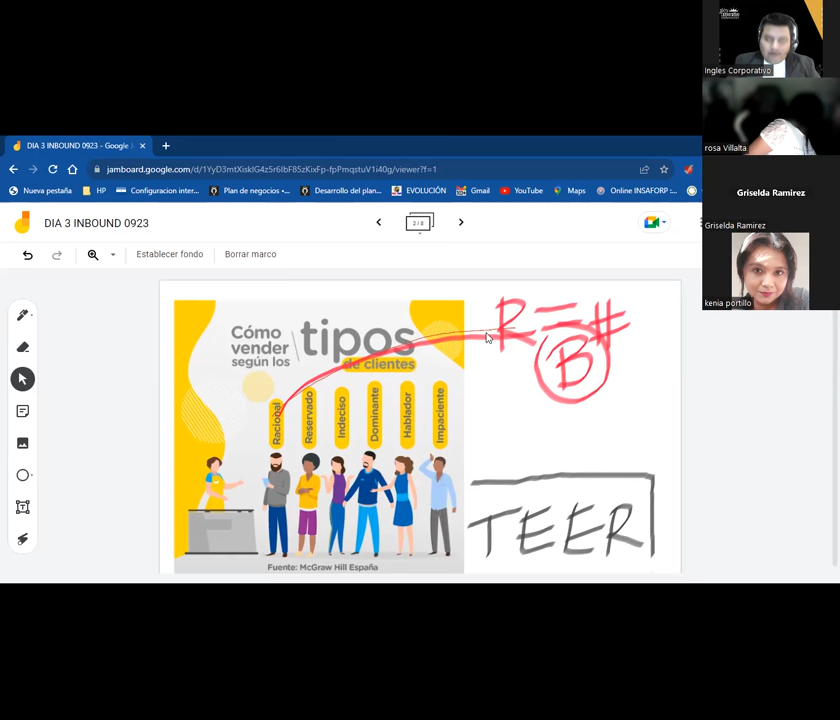 Ingles Corporativo
rosa Villalta
Griselda Ramirez
Griselda Ramirez
kenia portillo
DIA 3 INBOUND 0923 - Google J
jamboard.google.com/d/1YyD3mtXiskIG4z5r6IbF85zKixFp-fpPmqstuV1i40g/viewer?f=1
Nueva pestaña
HP
Configuracion inter...
Plan de negocios •...
Desarrollo del plan...
EVOLUCIÓN
Gmail
YouTube
Maps
Online INSAFORP :...
DIA 3 INBOUND 0923
2 / 8
Establecer fondo
Borrar marco
Cómo
vender
según los
tipos
de clientes
Racional
Reservado
Indeciso
Dominante
Hablador
Impaciente
R = #
B
TEER
Fuente: McGraw Hill España